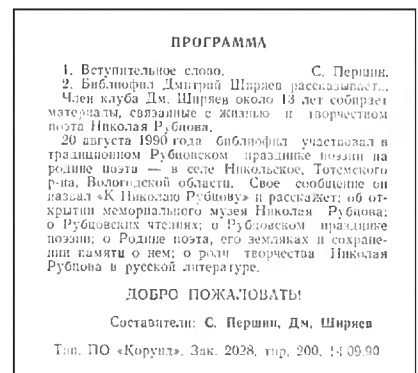 ПРОГРАММА
1. Вступительное слово. С. Першин.
2. Библиофил Дмитрий Ширяев рассказывает...
Член клуба Дм. Ширяев около 13 лет собирает
материалы, связанные с жизнью и творчеством
поэта Николая Рубцова.
20 августа 1990 года библиофил участвовал в
традиционном Рубцовском празднике поэзии на
родине поэта — в селе Никольское, Тотемского
р-на, Вологодской области. Свое сообщение он
назвал «К Николаю Рубцову» и расскажет: об от-
крытии мемориального музея Николая Рубцова;
о Рубцовских чтениях; о Рубцовском празднике
поэзии; о Родине поэта, его земляках и сохране-
нии памяти о нем; о роли творчества Николая
Рубцова в русской литературе.
ДОБРО ПОЖАЛОВАТЬ!
Составители: С. Першин, Дм. Ширяев
Тип. ПО «Корунд». Зак. 2028, тир. 200, 14.09.90